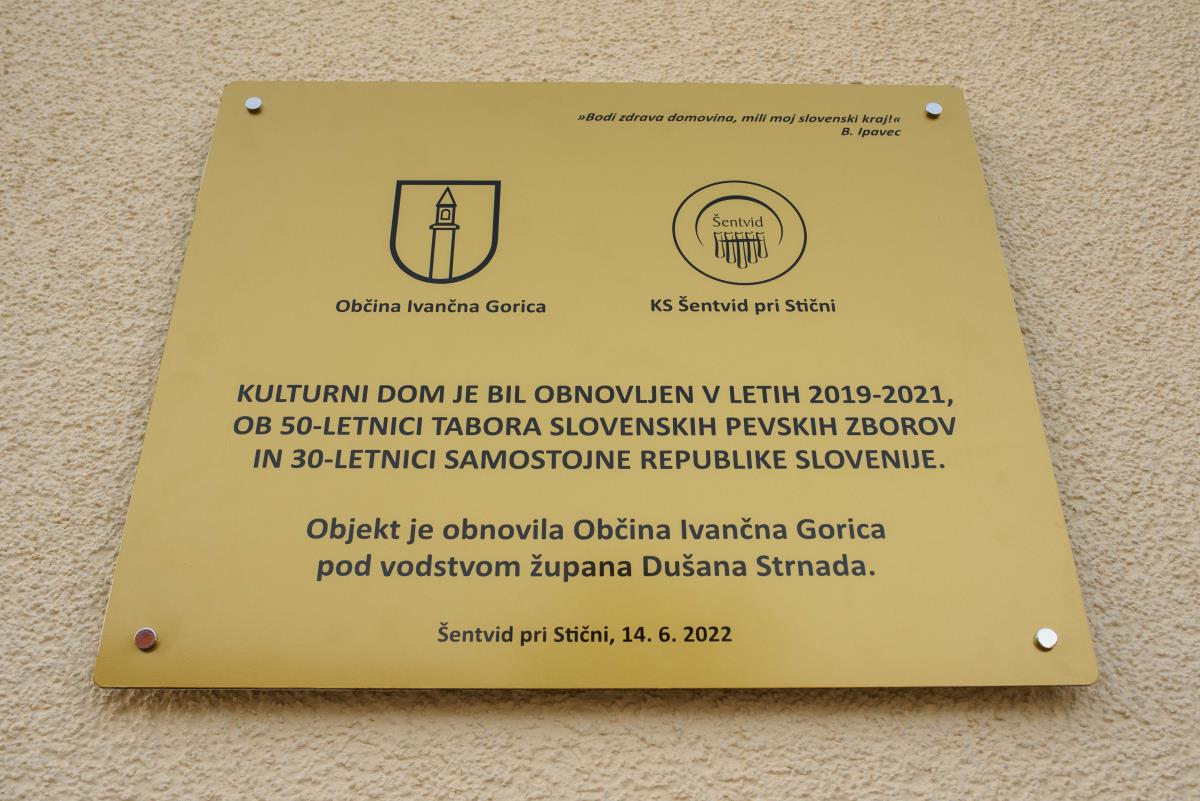 »Bodi zdrava domovina, mili moj slovenski kraj!«
B. Ipavec
Šentvid
Občina Ivančna Gorica
KS Šentvid pri Stični
KULTURNI DOM JE BIL OBNOVLJEN V LETIH 2019-2021,
OB 50-LETNICI TABORA SLOVENSKIH PEVSKIH ZBOROV
IN 30-LETNICI SAMOSTOJNE REPUBLIKE SLOVENIJE.
Objekt je obnovila Občina Ivančna Gorica
pod vodstvom župana Dušana Strnada.
Šentvid pri Stični, 14. 6. 2022